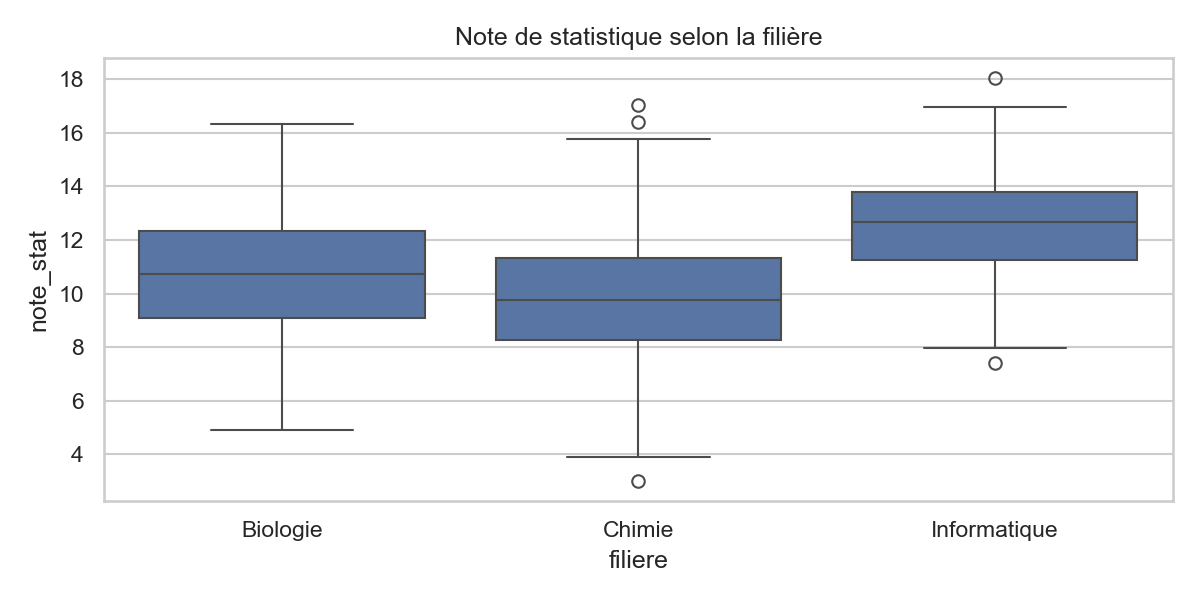 Note de statistique selon la filière
18
16
14
12
10
8
6
4
note_stat
Biologie
Chimie
Informatique
filiere